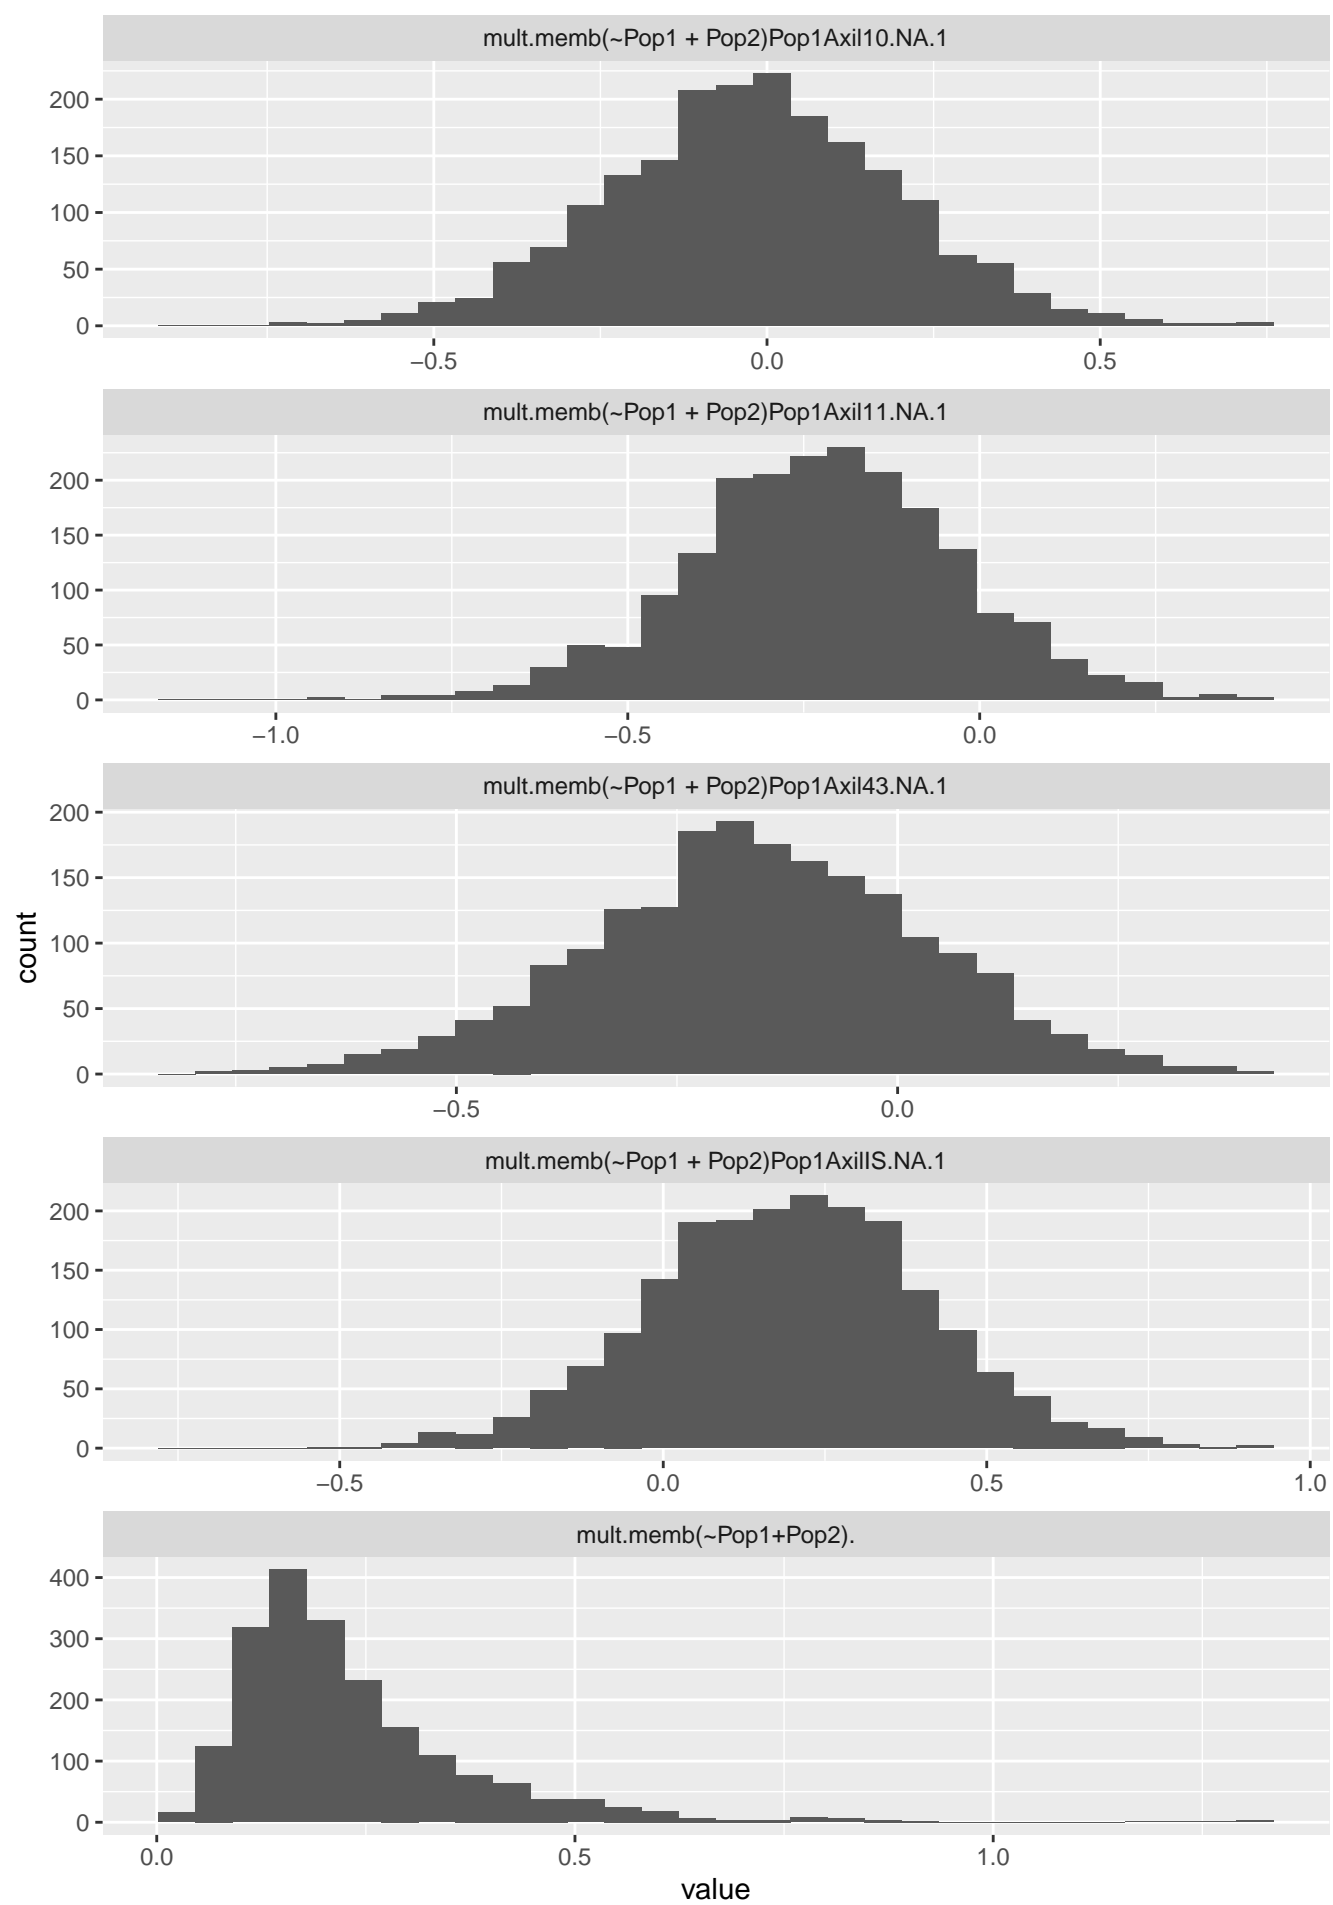 mult.memb(~Pop1 + Pop2)Pop1Axil10.NA.1
200
150
100
50
0
−0.5 0.0 0.5
mult.memb(~Pop1 + Pop2)Pop1Axil11.NA.1
200
150
100
50
0
−1.0 −0.5 0.0
mult.memb(~Pop1 + Pop2)Pop1Axil43.NA.1
200
150
100
50
0
−0.5 0.0
count
mult.memb(~Pop1 + Pop2)Pop1AxilIS.NA.1
200
150
100
50
0
−0.5 0.0 0.5 1.0
mult.memb(~Pop1+Pop2).
400
300
200
100
0
0.0 0.5 1.0
value